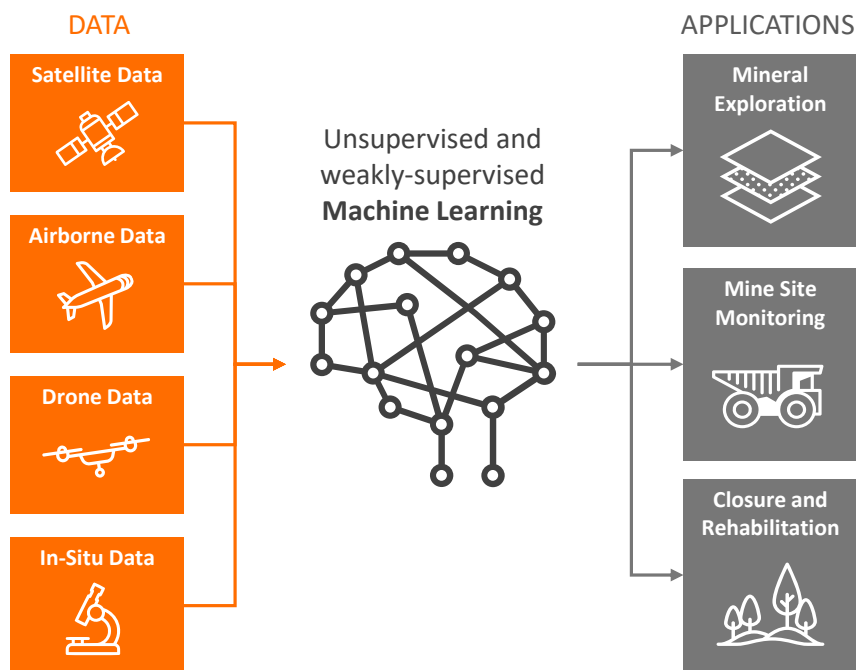 DATA
Satellite Data
Airborne Data
Drone Data
In-Situ Data
Unsupervised and
weakly-supervised
Machine Learning
APPLICATIONS
Mineral
Exploration
Mine Site
Monitoring
Closure and
Rehabilitation